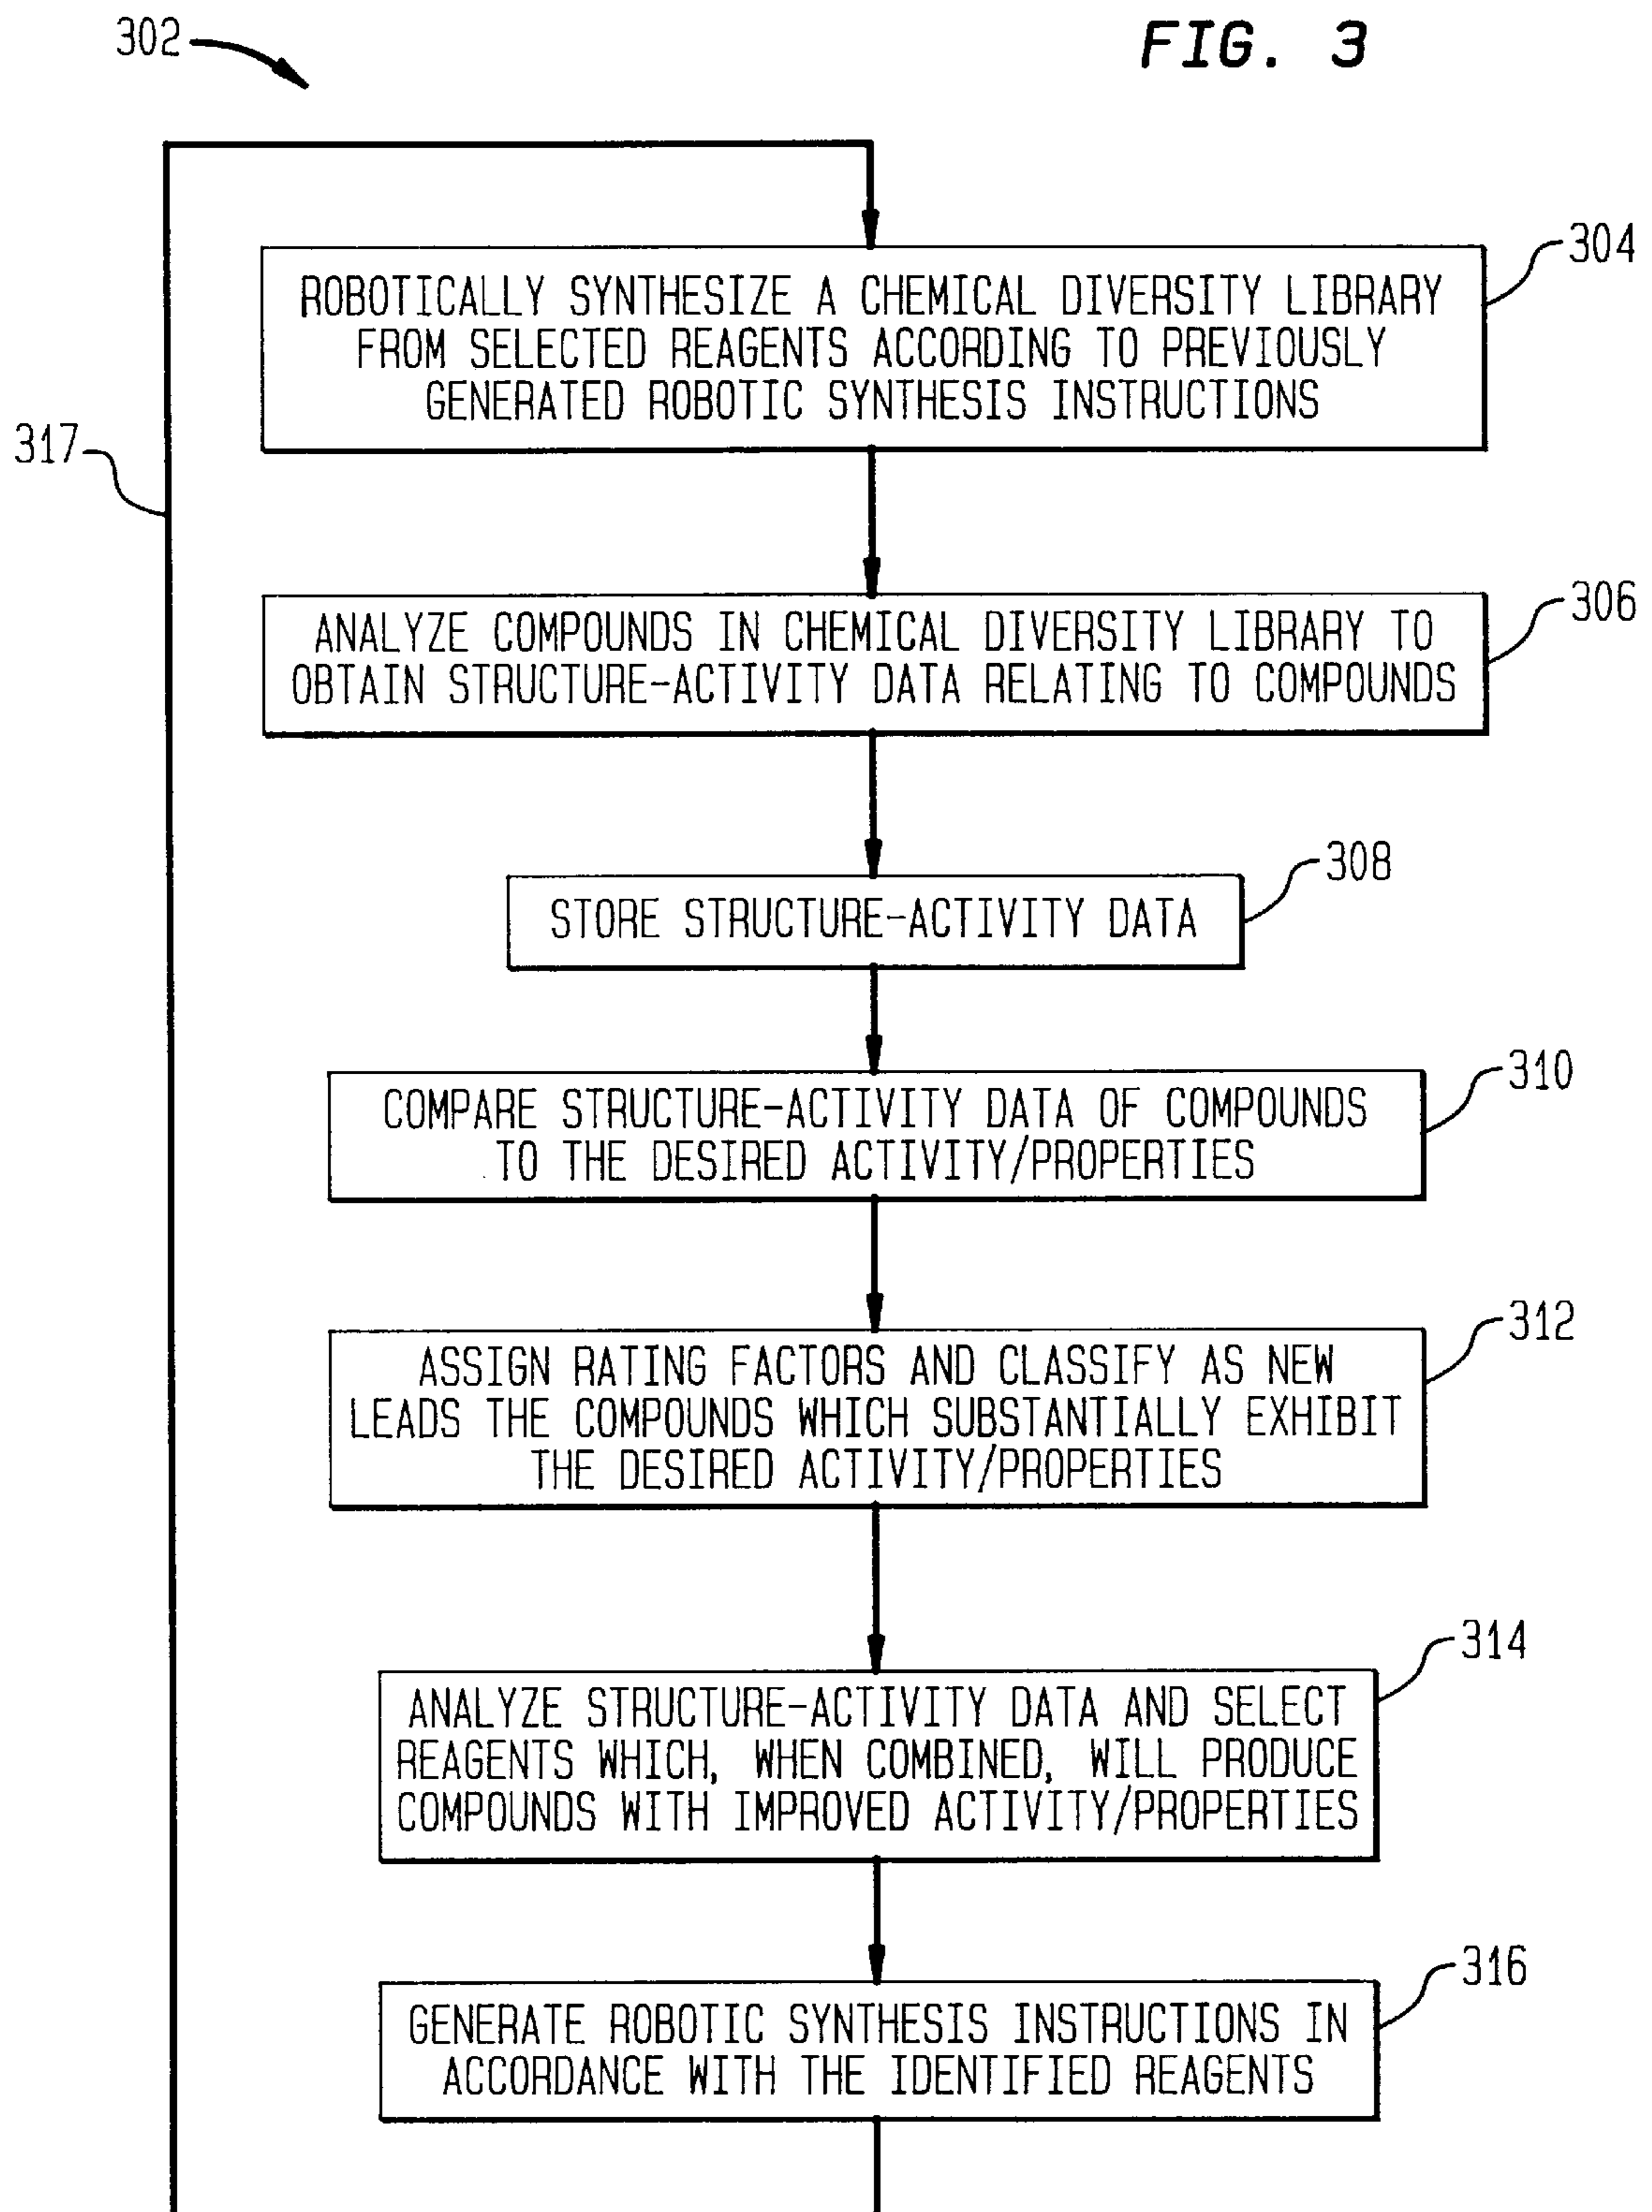 302
FIG. 3
304
ROBOTICALLY SYNTHESIZE A CHEMICAL DIVERSITY LIBRARY
FROM SELECTED REAGENTS ACCORDING TO PREVIOUSLY
GENERATED ROBOTIC SYNTHESIS INSTRUCTIONS
317
306
ANALYZE COMPOUNDS IN CHEMICAL DIVERSITY LIBRARY TO
OBTAIN STRUCTURE-ACTIVITY DATA RELATING TO COMPOUNDS
308
STORE STRUCTURE-ACTIVITY DATA
310
COMPARE STRUCTURE-ACTIVITY DATA OF COMPOUNDS
TO THE DESIRED ACTIVITY/PROPERTIES
312
ASSIGN RATING FACTORS AND CLASSIFY AS NEW
LEADS THE COMPOUNDS WHICH SUBSTANTIALLY EXHIBIT
THE DESIRED ACTIVITY/PROPERTIES
314
ANALYZE STRUCTURE-ACTIVITY DATA AND SELECT
REAGENTS WHICH, WHEN COMBINED, WILL PRODUCE
COMPOUNDS WITH IMPROVED ACTIVITY/PROPERTIES
316
GENERATE ROBOTIC SYNTHESIS INSTRUCTIONS IN
ACCORDANCE WITH THE IDENTIFIED REAGENTS